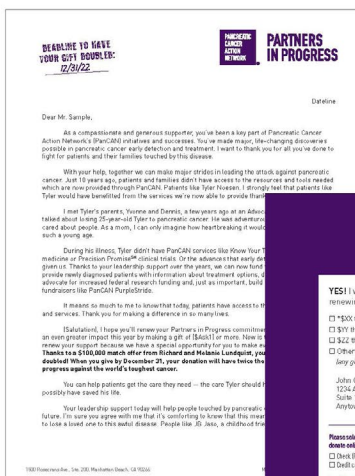 DEADLINE TO HAVE
YOUR GIFT DOUBLED:
12/31/22
PANCREATIC
CANCER
ACTION
NETWORK
PARTNERS
IN PROGRESS
Dateline
Dear Mr. Sample,
As a compassionate and generous supporter, you've been a key part of Pancreatic Cancer
Action Network's (PanCAN) initiatives and successes. You've made major, life-changing discoveries
possible in pancreatic cancer early detection and treatment. I want to thank you for all you've done to
fight for patients and their families touched by this disease.
With your help, together we can make major strides in leading the attack against pancreatic
cancer. Just 10 years ago, patients and families didn't have access to the resources and tools needed
which are now provided through PanCAN. Patients like Tyler Noesen. I strongly feel that patients like
Tyler would have benefitted from the services we're now able to provide
I met Tyler's parents, Yvonne and Dennis, a few years ago at an
talked about losing 25-year-old Tyler to pancreatic cancer. He was
cared about people. As a mom, I can only imagine how heartbreaking it would
such a young age.
During his illness, Tyler didn't have PanCAN services like Know Your
medicine or Precision Promise℠ clinical trials. Or the advances that early
given us. Thanks to your leadership support over the years, we can now fund
provide newly diagnosed patients with information about treatment options,
advocate for increased federal research funding and, just as important, build
fundraisers like PanCAN PurpleStride.
It means so much to me to know that today, patients have access to
and services. Thank you for making a difference in so many lives.
[Salutation], I hope you'll renew your Partners in Progress
an even greater impact this year by making a gift of [$Ask1] or more. Now is
renew your support because we have a special opportunity for you to make
Thanks to a $100,000 match offer from Richard and Melanie Lundquist,
doubled! When you give by December 31, your donation will have twice the
progress against the world's toughest cancer.
You can help patients get the care they need — the care Tyler should
possibly have saved his life.
Your leadership support today will help people touched by pancreatic
future. I'm sure you agree with me that it's comforting to know that this
to lose a loved one to this awful disease. People like JB Jaso, a childhood
YES! I
renewing
☐ *$XX
☐ $YY
☐ $ZZ
☐ Other
John
1234
Suite
Please
donate
☐ Check
☐ Credit